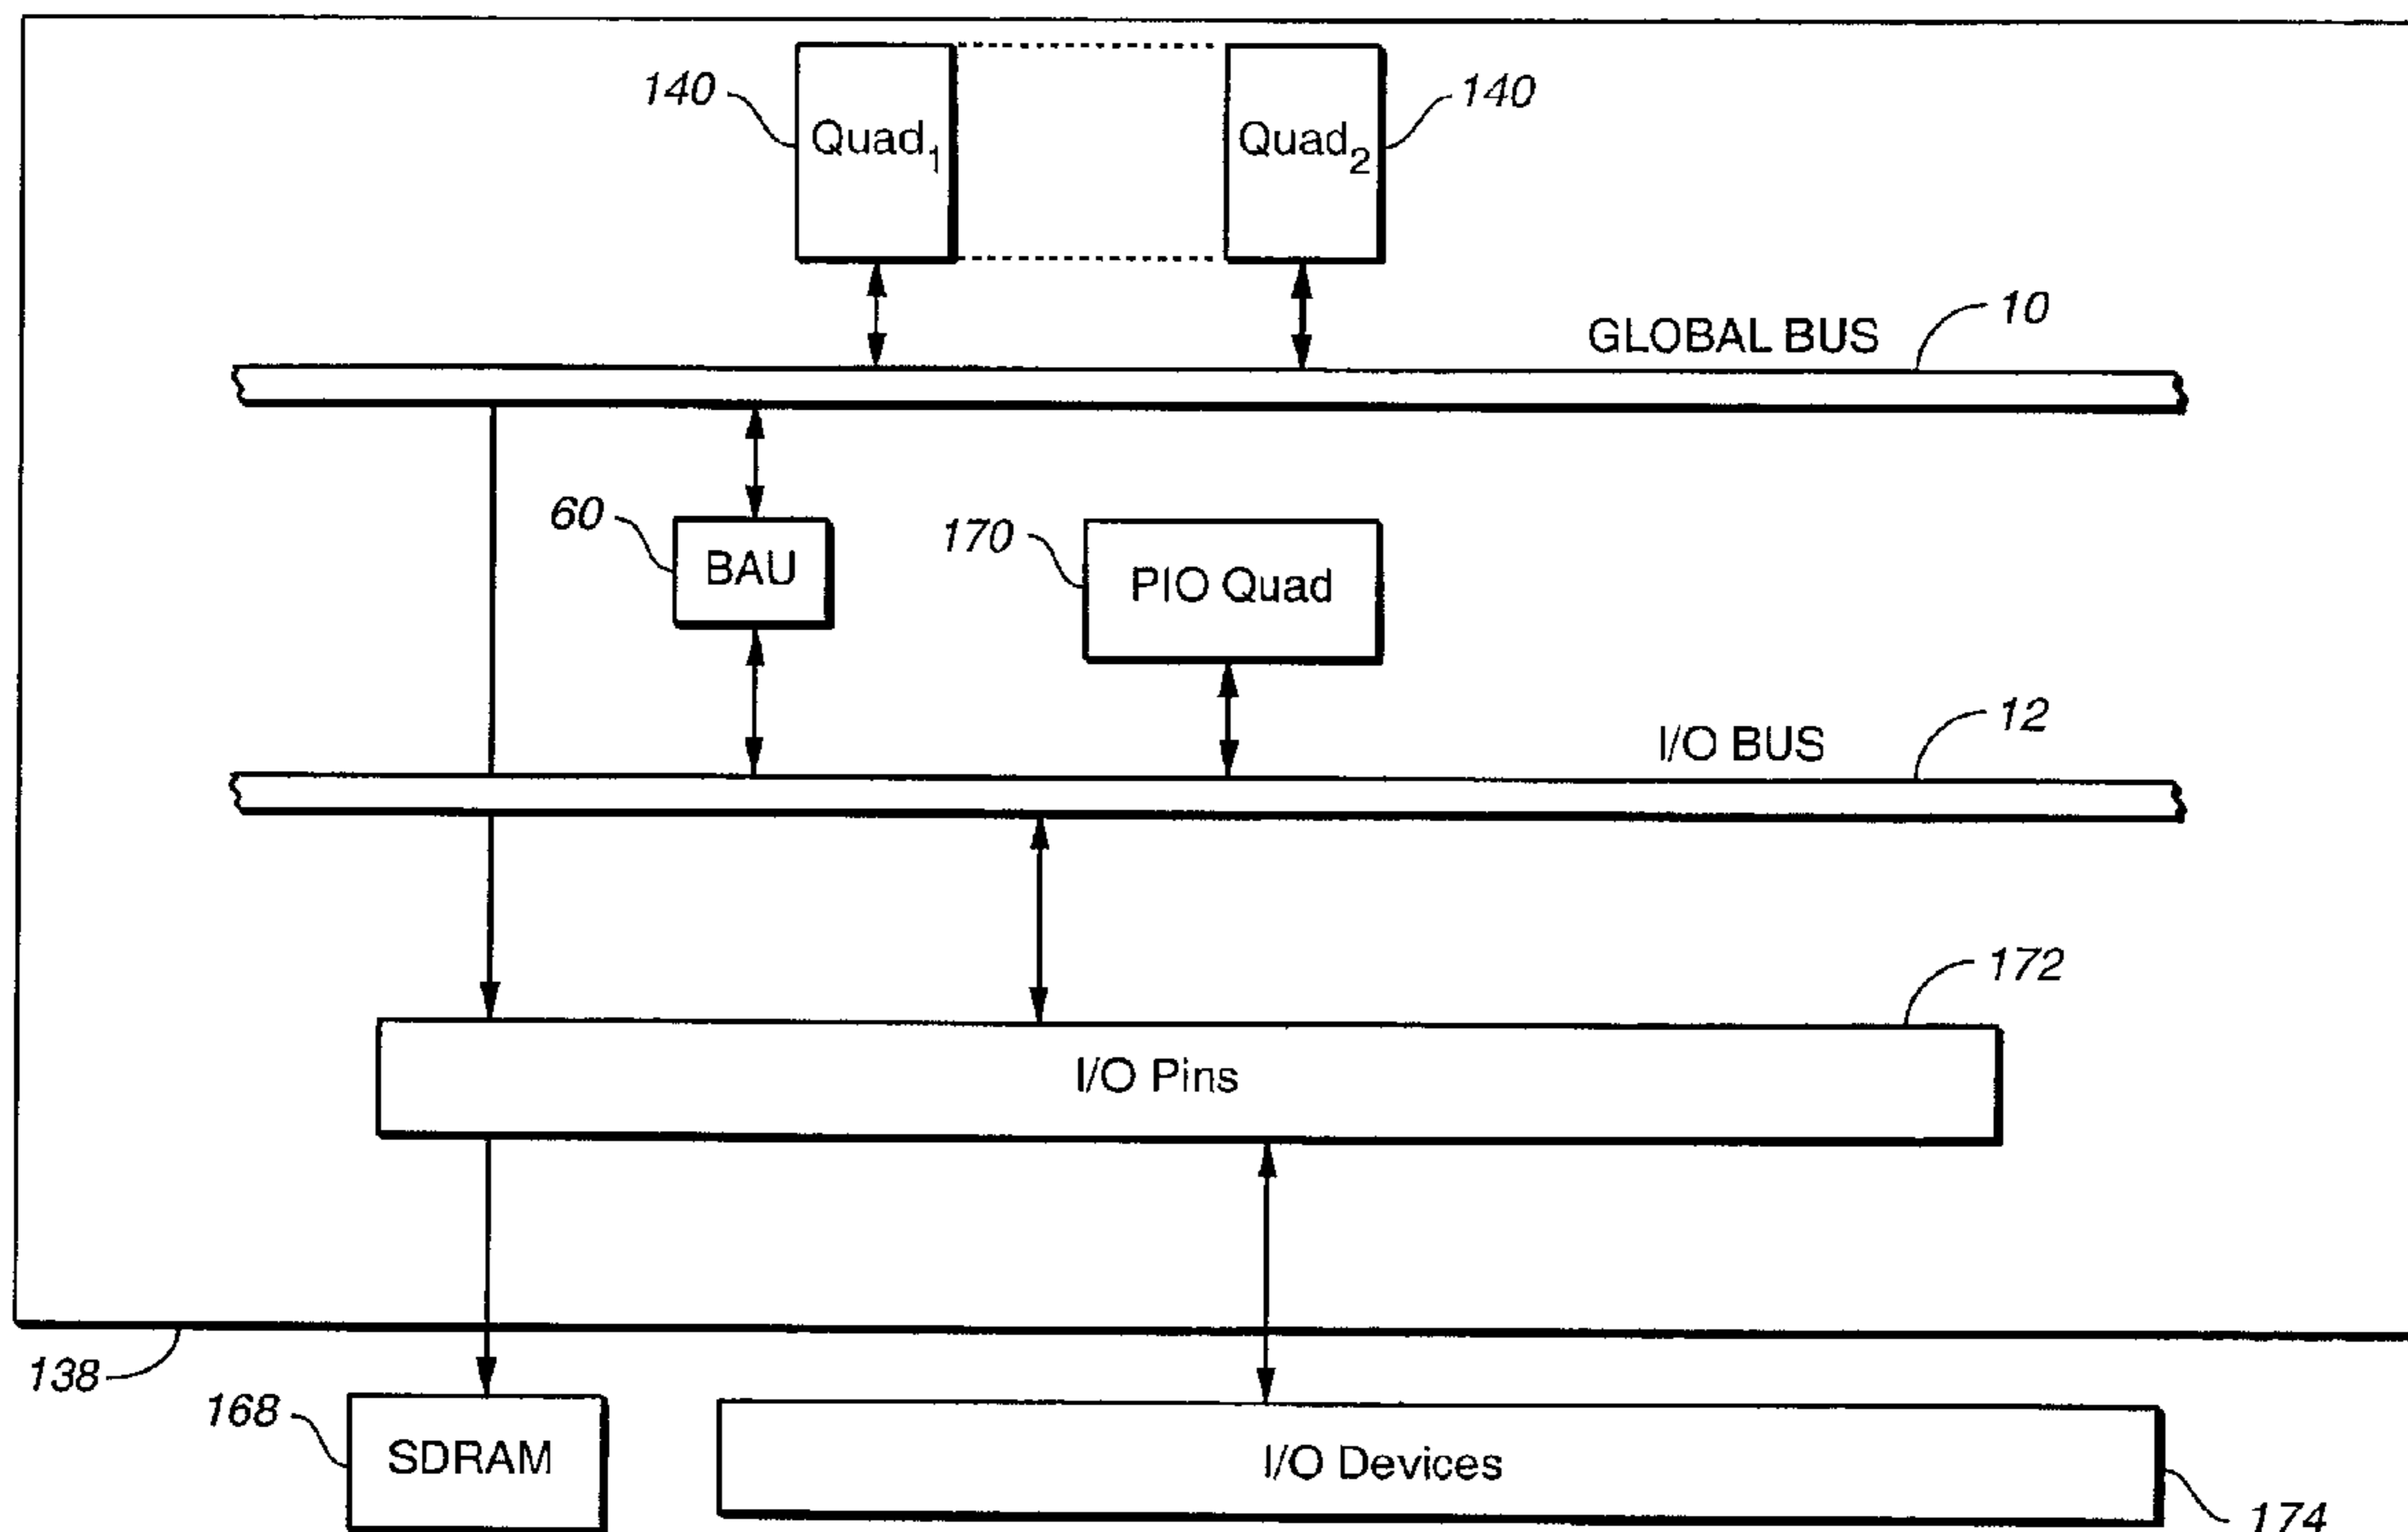 140
Quad1
Quad2
140
GLOBAL BUS
10
60
BAU
170
PIO Quad
I/O BUS
12
172
I/O Pins
138
168
SDRAM
I/O Devices
174